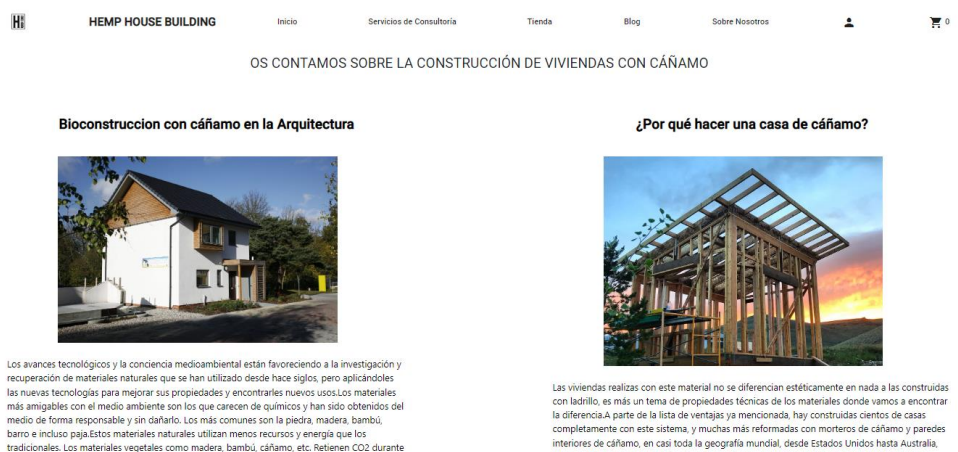 HEMP HOUSE BUILDING
Inicio
Servicios de Consultoría
Tienda
Blog
Sobre Nosotros
0
OS CONTAMOS SOBRE LA CONSTRUCCIÓN DE VIVIENDAS CON CÁÑAMO
Bioconstruccion con cáñamo en la Arquitectura
Los avances tecnológicos y la conciencia medioambiental están favoreciendo a la investigación y
recuperación de materiales naturales que se han utilizado desde hace siglos, pero aplicándoles
las nuevas tecnologías para mejorar sus propiedades y encontrarles nuevos usos.Los materiales
más amigables con el medio ambiente son los que carecen de químicos y han sido obtenidos del
medio de forma responsable y sin dañarlo. Los más comunes son la piedra, madera, bambú,
barro e incluso paja.Estos materiales naturales utilizan menos recursos y energía que los
tradicionales. Los materiales vegetales como madera, bambú, cáñamo, etc. Retienen CO2 durante
¿Por qué hacer una casa de cáñamo?
Las viviendas realizas con este material no se diferencian estéticamente en nada a las construidas
con ladrillo, es más un tema de propiedades técnicas de los materiales donde vamos a encontrar
la diferencia.A parte de la lista de ventajas ya mencionada, hay construidas cientos de casas
completamente con este sistema, y muchas más reformadas con morteros de cáñamo y paredes
interiores de cáñamo, en casi toda la geografía mundial, desde Estados Unidos hasta Australia,